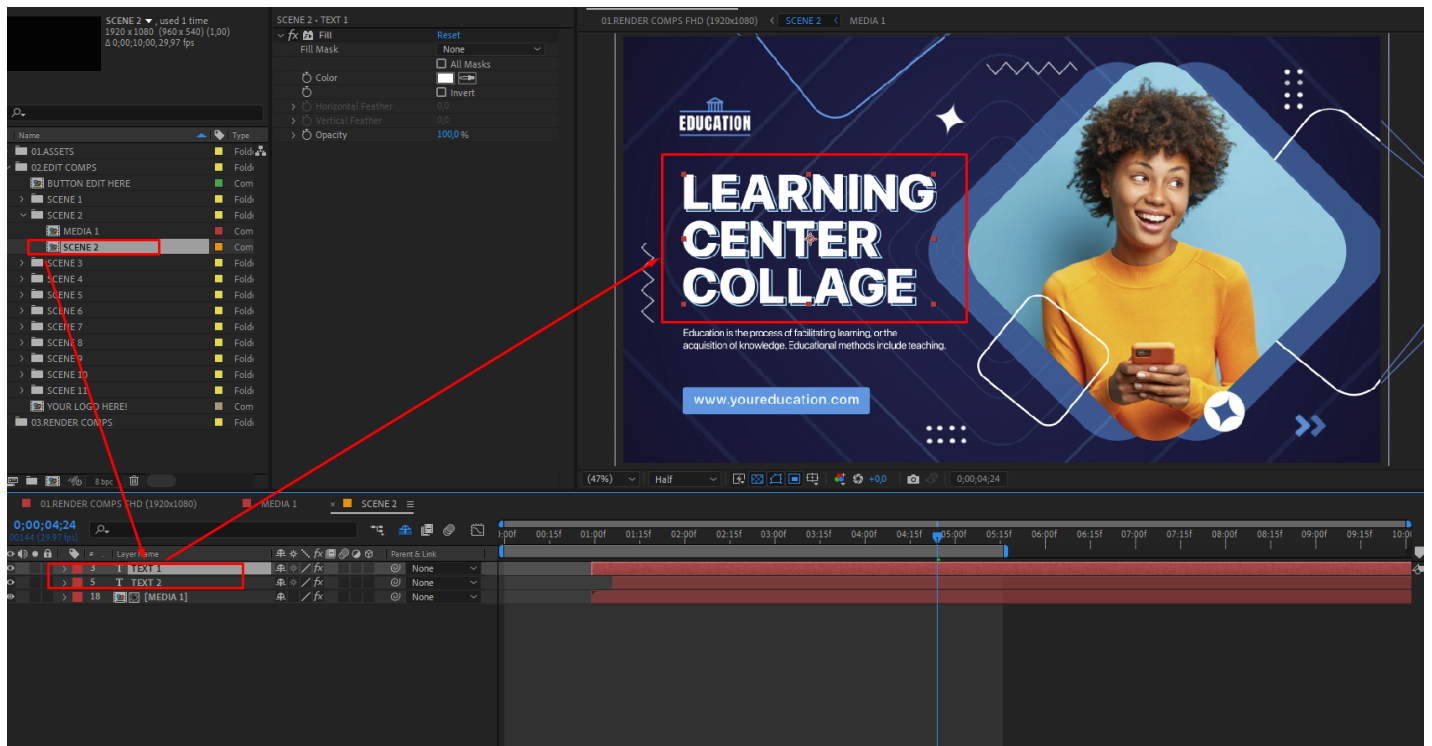 SCENE 2 ▼ , used 1 time
1920 x 1080 (960 x 540) (1,00)
Δ 0;00;10;00, 29,97 fps
Name
Type
01.ASSETS
Folde
02.EDIT COMPS
Folde
BUTTON EDIT HERE
Com
SCENE 1
Folde
SCENE 2
Folde
MEDIA 1
Com
SCENE 2
Com
SCENE 3
Folde
SCENE 4
Folde
SCENE 5
Folde
SCENE 6
Folde
SCENE 7
Folde
SCENE 8
Folde
SCENE 9
Folde
SCENE 10
Folde
SCENE 11
Folde
YOUR LOGO HERE!
Com
03.RENDER COMPS
Folde
8 bpc
SCENE 2 • TEXT 1
fx Fill
Reset
Fill Mask
None
All Masks
Color
Invert
Horizontal Feather
0,0
Vertical Feather
0,0
Opacity
100,0 %
01.RENDER COMPS FHD (1920x1080) < SCENE 2 < MEDIA 1
EDUCATION
LEARNING
CENTER
COLLAGE
Education is the process of facilitating learning, or the
acquisition of knowledge. Educational methods include teaching.
www.youreducation.com
(47%)
Half
+0,0
0;00;04;24
01.RENDER COMPS FHD (1920x1080)
MEDIA 1
× SCENE 2
0;00;04;24
00144 (29.97 fps)
00:15f
01:00f
01:15f
02:00f
02:15f
03:00f
03:15f
04:00f
04:15f
05:00f
05:15f
06:00f
06:15f
07:00f
07:15f
08:00f
08:15f
09:00f
09:15f
# Layer Name
fx
Parent & Link
3 T TEXT 1
fx
None
5 T TEXT 2
fx
None
18 [MEDIA 1]
fx
None